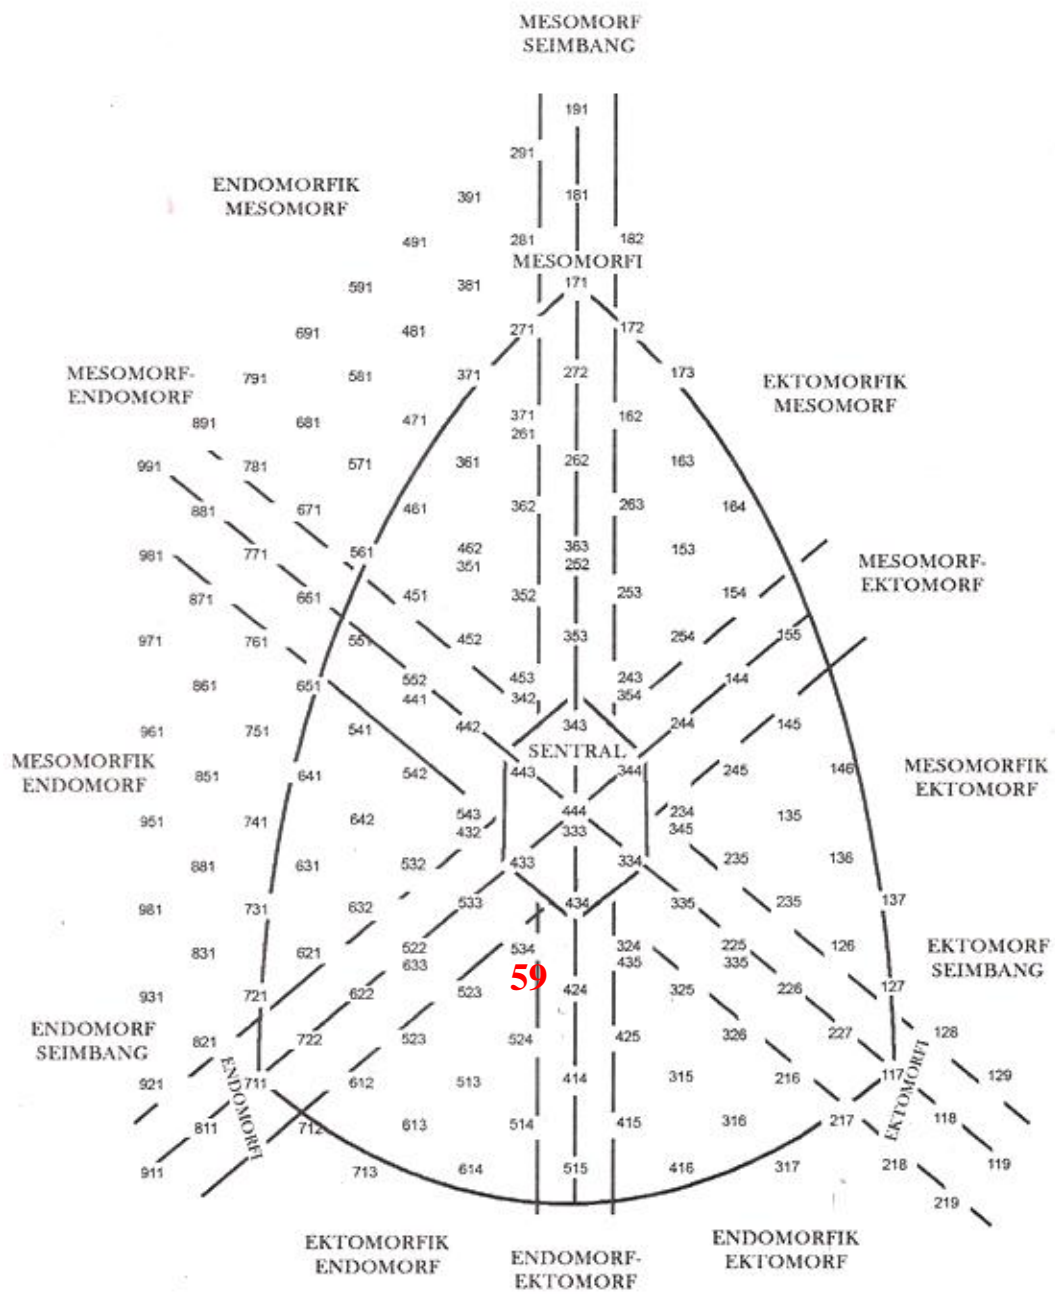 MESOMORF
SEIMBANG
191
291
ENDOMORFIK
MESOMORF
391 181
491 281 182
MESOMORFI
591 381 171
691 481 271 172
MESOMORF-
ENDOMORF
791 581 371 272 173
EKTOMORFIK
MESOMORF
891 681 471 371 162
261
991 781 571 361 262 163
881 671 461 362 263 164
981 771 561 462 363 153
351 252
MESOMORF-
EKTOMORF
871 661 451 352 253 154
971 761 551 452 353 254 155
861 651 552 453 243 144
441 342 354
961 751 541 442 343 244 145
SENTRAL
MESOMORFIK
ENDOMORF
851 641 542 443 344 245 146
MESOMORFIK
EKTOMORF
951 741 642 543 444 234 135
432 333 345
881 631 532 433 334 235 136
981 731 632 533 434 335 235 137
831 621 522 534 324 225 126
633 435 335
EKTOMORF
SEIMBANG
59
931 721 622 523 424 325 226 127
ENDOMORF
SEIMBANG
821 722 523 524 425 326 227 128
921 711 612 513 414 315 216 117 129
ENDOMORFI
EKTOMORFI
811 712 613 514 415 316 217 118
911 713 614 515 416 317 218 119
219
EKTOMORFIK
ENDOMORF
ENDOMORF-
EKTOMORF
ENDOMORFIK
EKTOMORF